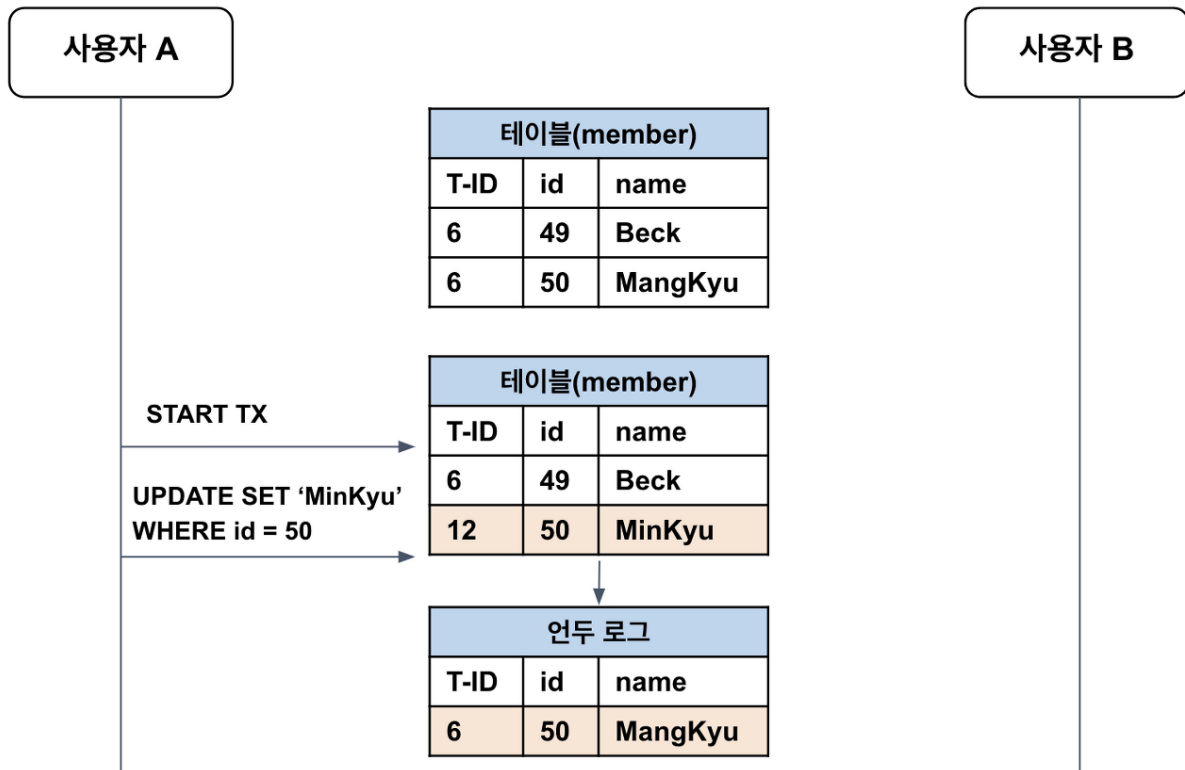 사용자 A
사용자 B
테이블(member)
T-ID id name
6 49 Beck
6 50 MangKyu
START TX
UPDATE SET ‘MinKyu’
WHERE id = 50
테이블(member)
T-ID id name
6 49 Beck
12 50 MinKyu
언두 로그
T-ID id name
6 50 MangKyu